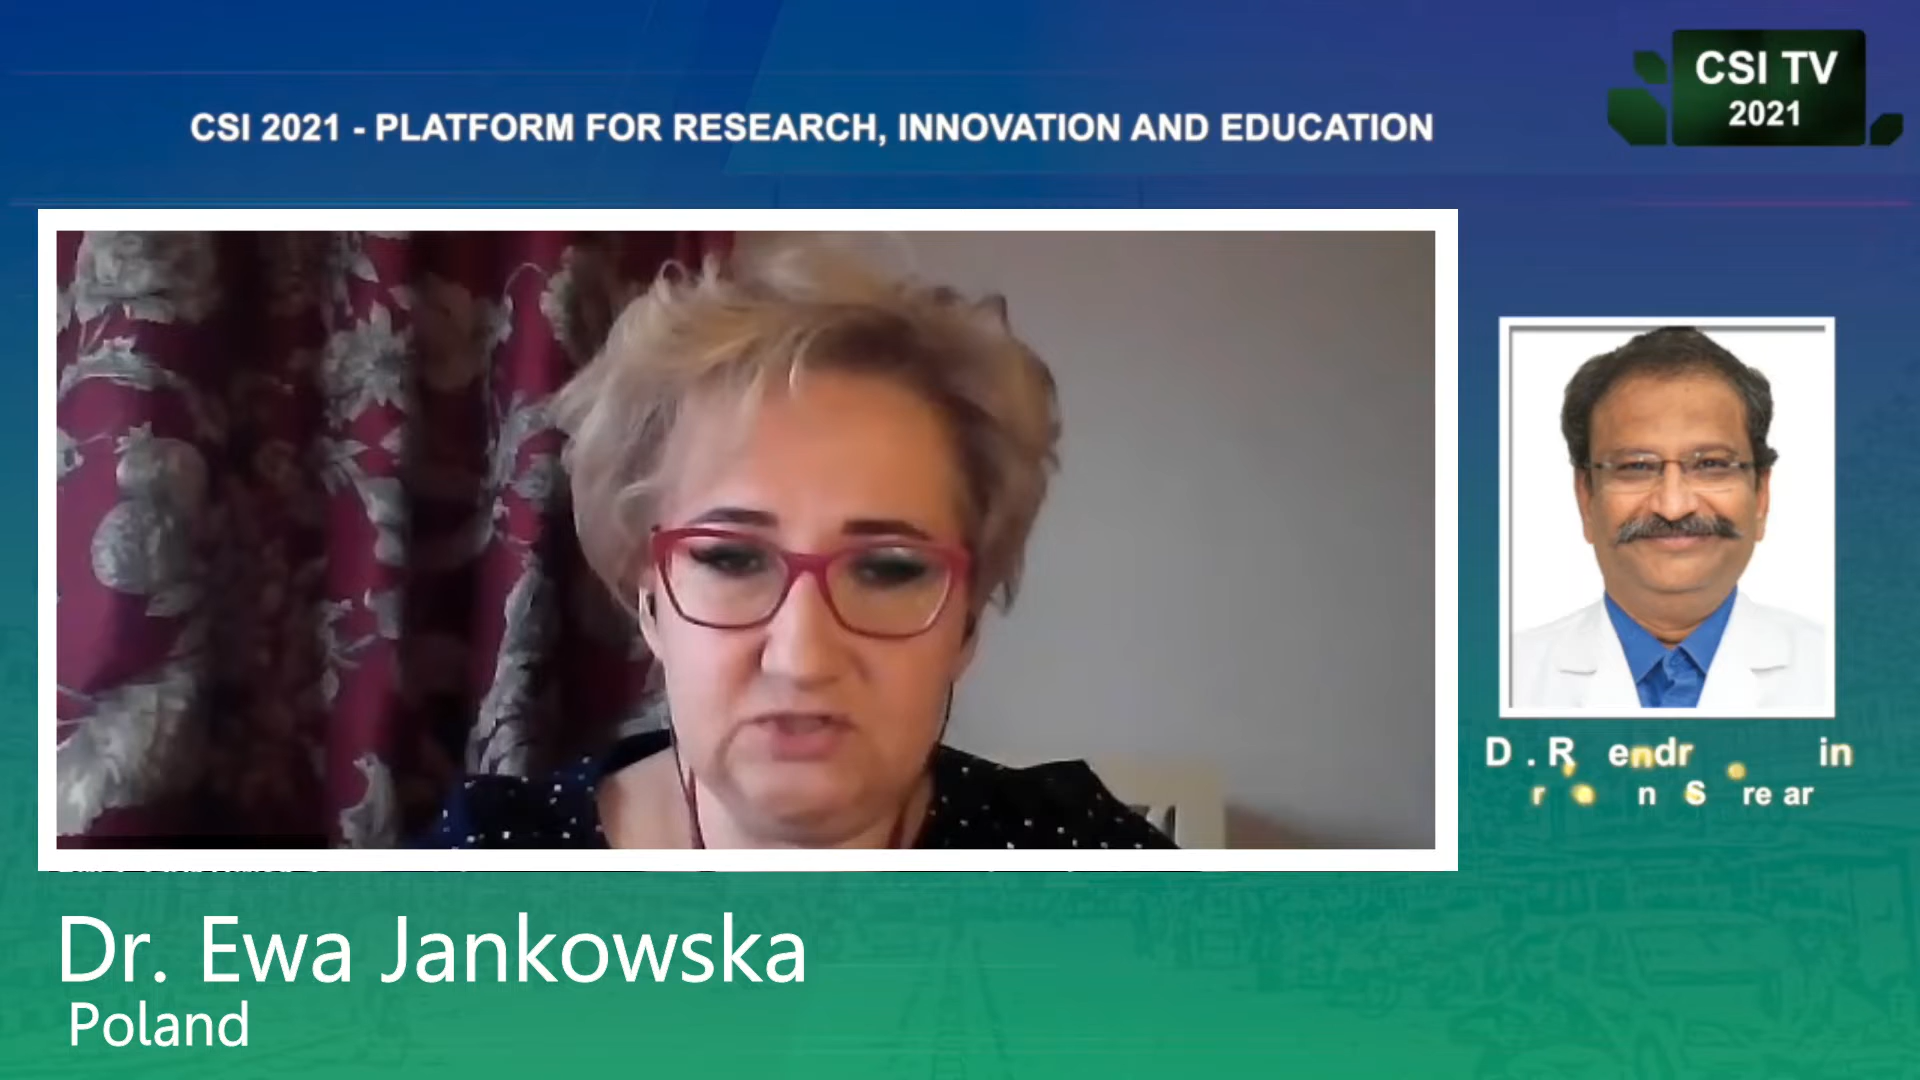 CSI TV
2021
CSI 2021 - PLATFORM FOR RESEARCH, INNOVATION AND EDUCATION
Dr. Ewa Jankowska
Poland